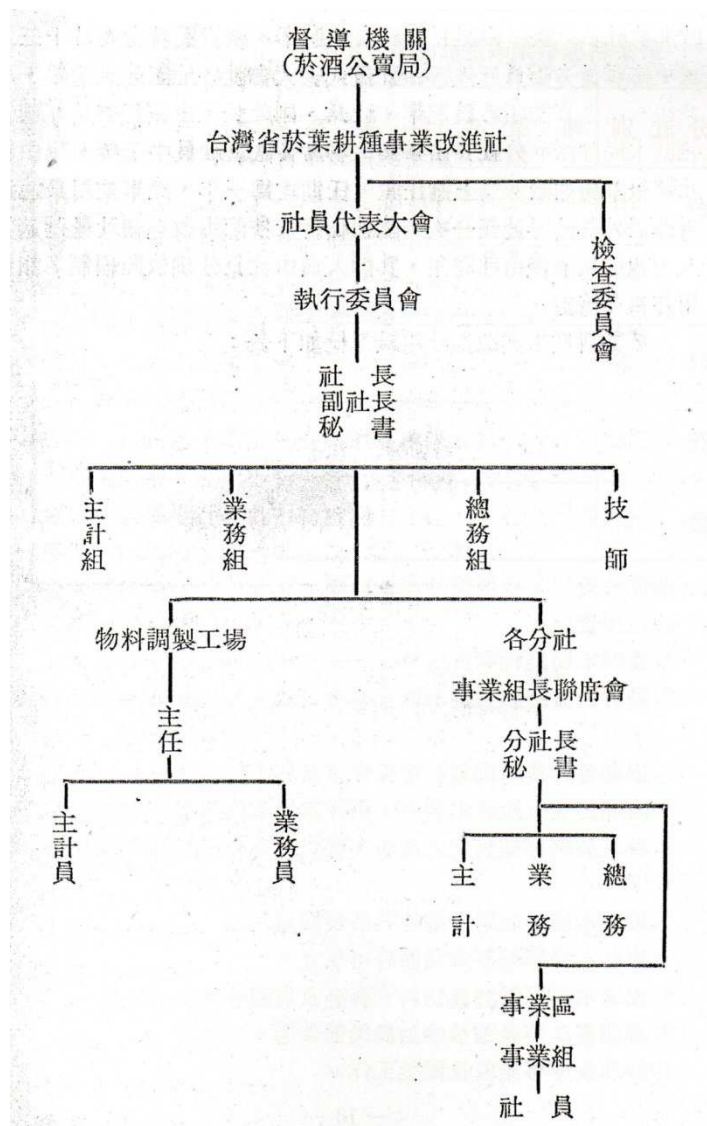 督導機關
(菸酒公賣局)
台灣省菸葉耕種事業改進社
社員代表大會
檢查委員會
執行委員會
社長
副社長
秘書
主計組
業務組
總務組
技師
物料調製工場
各分社
事業組長聯席會
主任
分社長
秘書
主計員
業務員
主計
業務
總務
事業區
事業組
社員